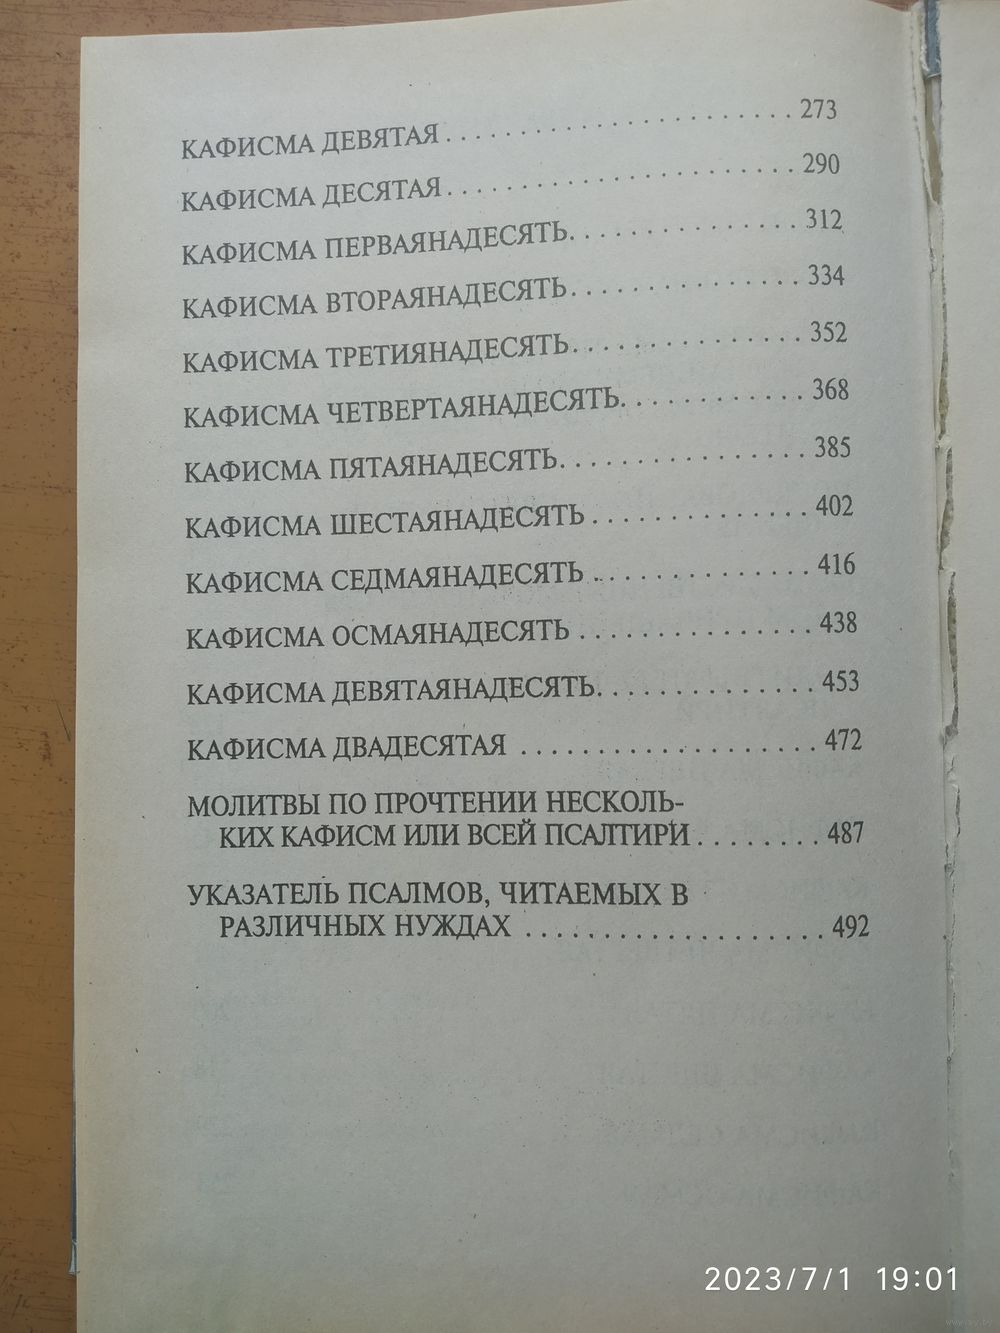 КАФИСМА ДЕВЯТАЯ . . . . . . . . . . . . . . . . . . . . . . . . 273
КАФИСМА ДЕСЯТАЯ . . . . . . . . . . . . . . . . . . . . . . . . 290
КАФИСМА ПЕРВАЯНАДЕСЯТЬ. . . . . . . . . . . . . . . . 312
КАФИСМА ВТОРАЯНАДЕСЯТЬ. . . . . . . . . . . . . . . . 334
КАФИСМА ТРЕТИЯНАДЕСЯТЬ. . . . . . . . . . . . . . . . 352
КАФИСМА ЧЕТВЕРТАЯНАДЕСЯТЬ. . . . . . . . . . . . . 368
КАФИСМА ПЯТАЯНАДЕСЯТЬ. . . . . . . . . . . . . . . . . 385
КАФИСМА ШЕСТАЯНАДЕСЯТЬ . . . . . . . . . . . . . . . 402
КАФИСМА СЕДМАЯНАДЕСЯТЬ . . . . . . . . . . . . . . . 416
КАФИСМА ОСМАЯНАДЕСЯТЬ . . . . . . . . . . . . . . . . 438
КАФИСМА ДЕВЯТАЯНАДЕСЯТЬ. . . . . . . . . . . . . . . 453
КАФИСМА ДВАДЕСЯТАЯ . . . . . . . . . . . . . . . . . . . . 472
МОЛИТВЫ ПО ПРОЧТЕНИИ НЕСКОЛЬ-
КИХ КАФИСМ ИЛИ ВСЕЙ ПСАЛТИРИ . . . . . . . . 487
УКАЗАТЕЛЬ ПСАЛМОВ, ЧИТАЕМЫХ В
РАЗЛИЧНЫХ НУЖДАХ . . . . . . . . . . . . . . . . . . . . 492
2023/7/1 19:01